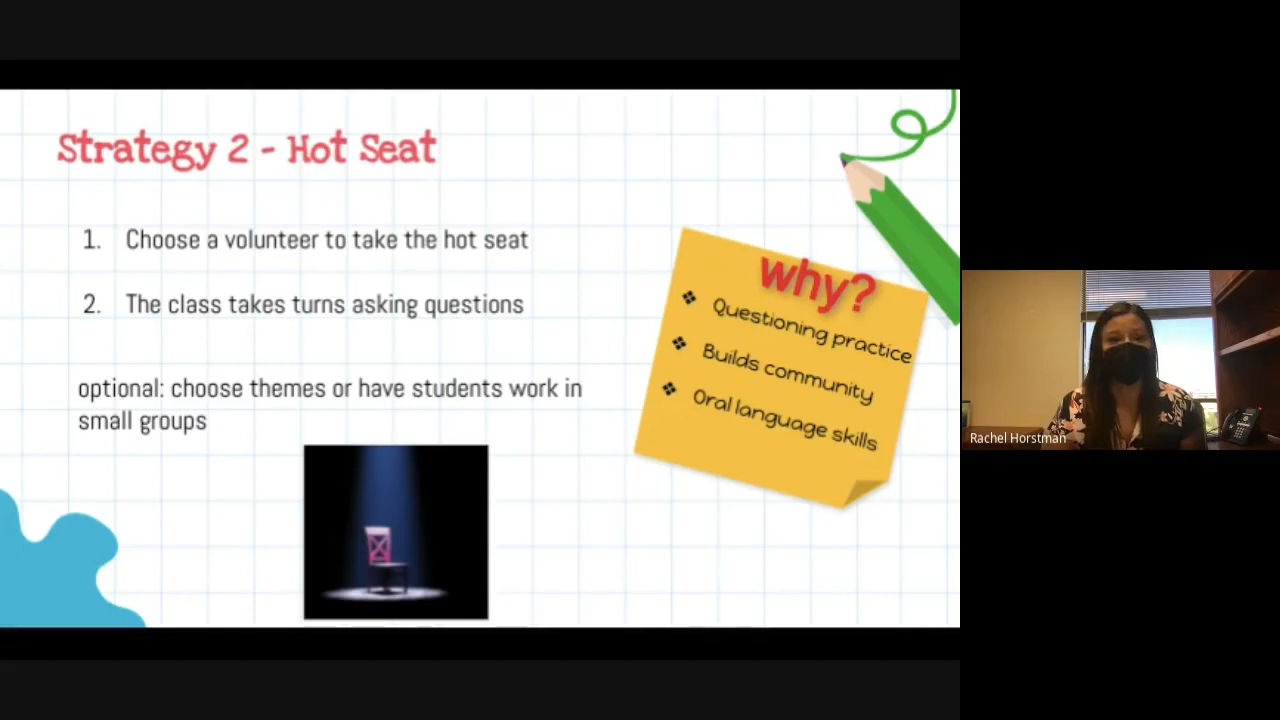 Strategy 2 - Hot Seat
1. Choose a volunteer to take the hot seat
2. The class takes turns asking questions
optional: choose themes or have students work in
small groups
why?
❖ Questioning practice
❖ Builds community
❖ Oral language skills
Rachel Horstman